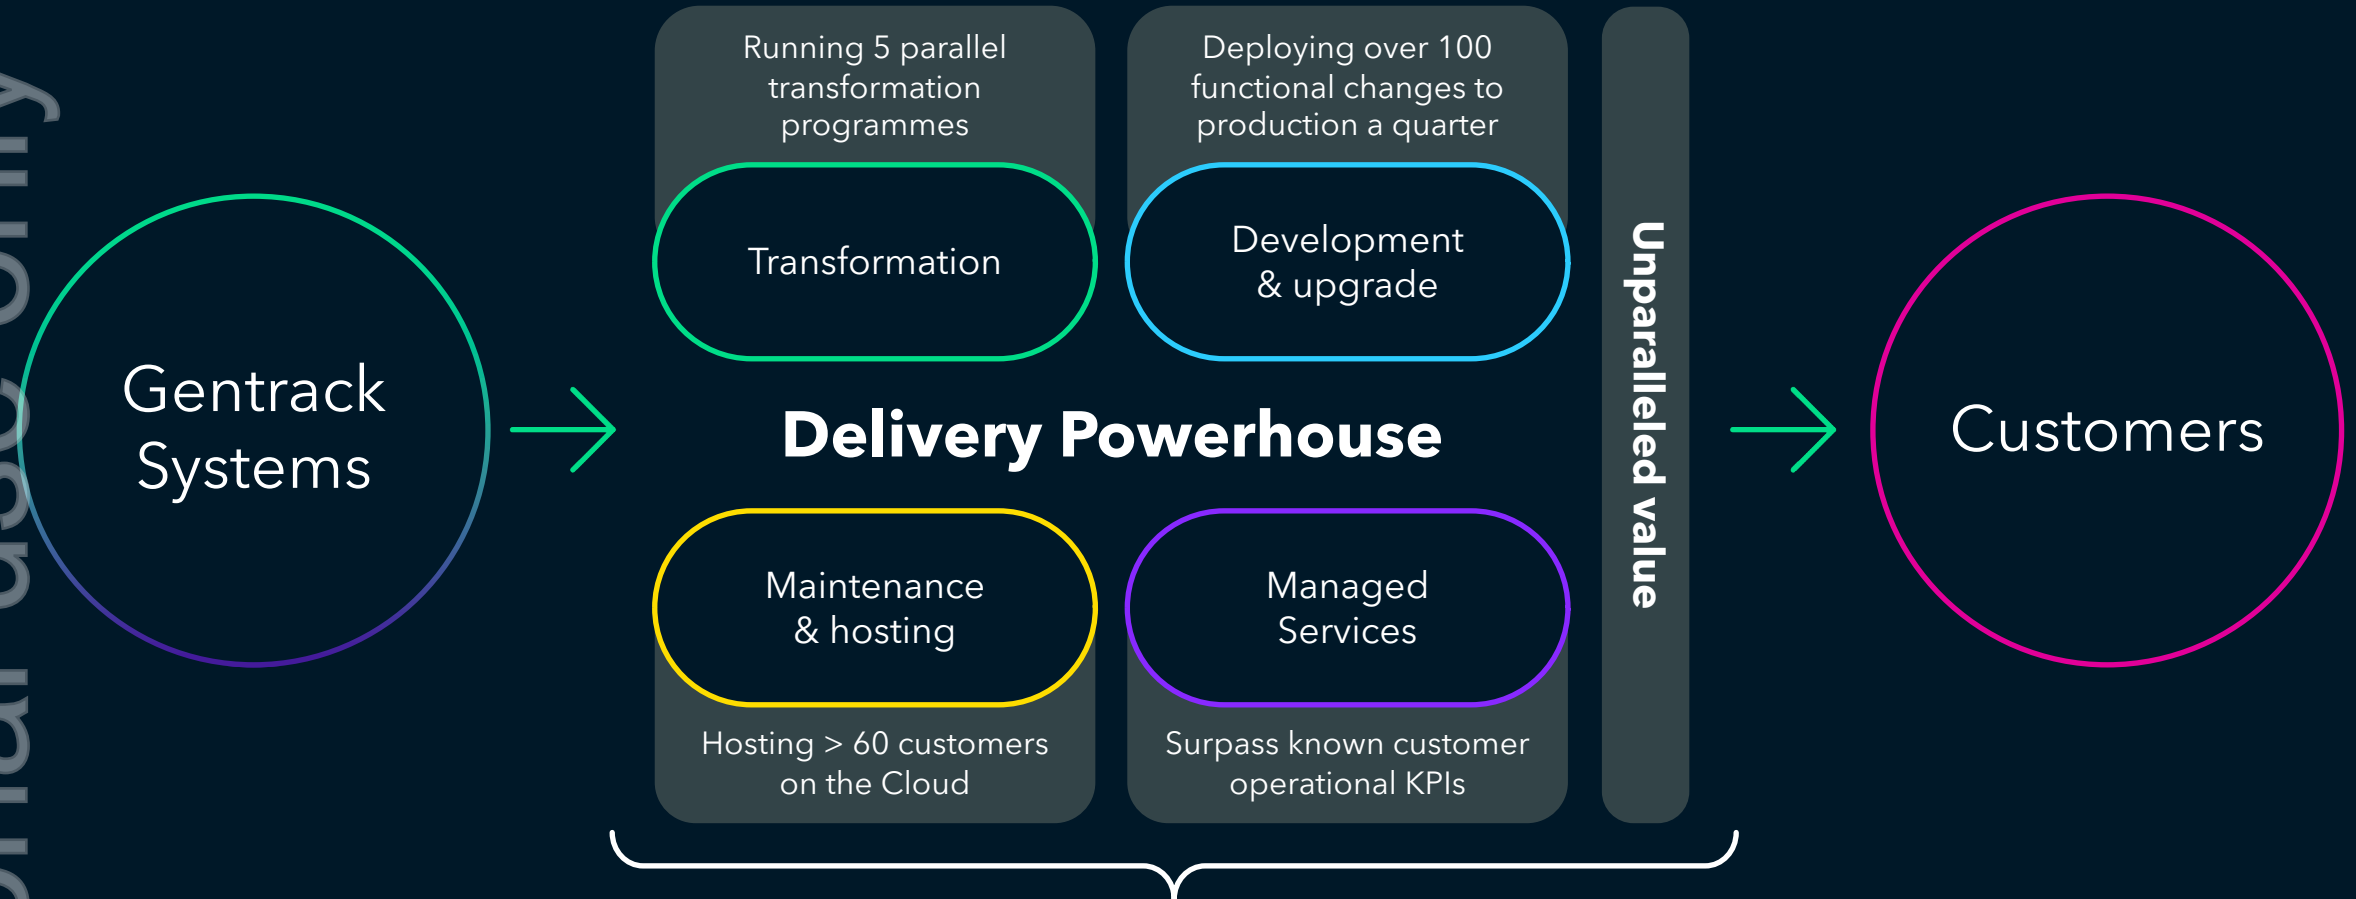 Running 5 parallel
transformation
programmes
Deploying over 100
functional changes to
production a quarter
Transformation
Development
& upgrade
Gentrack
Systems
Delivery Powerhouse
Unparalleled value
Customers
Maintenance
& hosting
Managed
Services
Hosting > 60 customers
on the Cloud
Surpass known customer
operational KPIs
use only